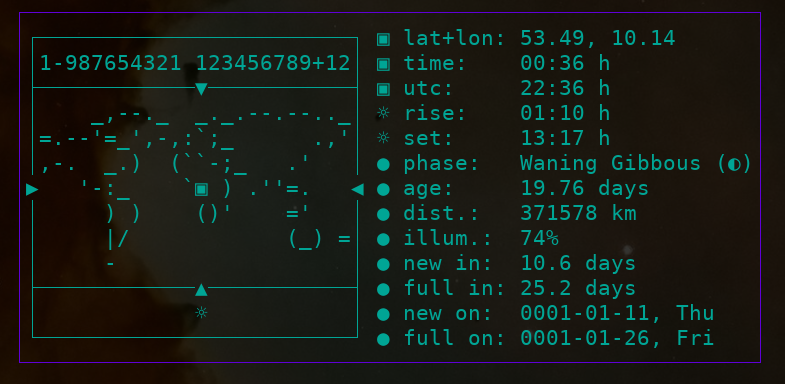 1-987654321 123456789+12
▼
_,--._  _._.--.--.._
=.--'=_',-,:`;_      .,'
,-.  _.)  (``-;_   .'
▶   '-:_    `▣ ) .''=.   ◀
) )    ()'    ='
|/            (_) =
-
▲
☼
▣ lat+lon: 53.49, 10.14
▣ time:    00:36 h
▣ utc:     22:36 h
☼ rise:    01:10 h
☼ set:     13:17 h
● phase:   Waning Gibbous (◐)
● age:     19.76 days
● dist.:   371578 km
● illum.:  74%
● new in:  10.6 days
● full in: 25.2 days
● new on:  0001-01-11, Thu
● full on: 0001-01-26, Fri